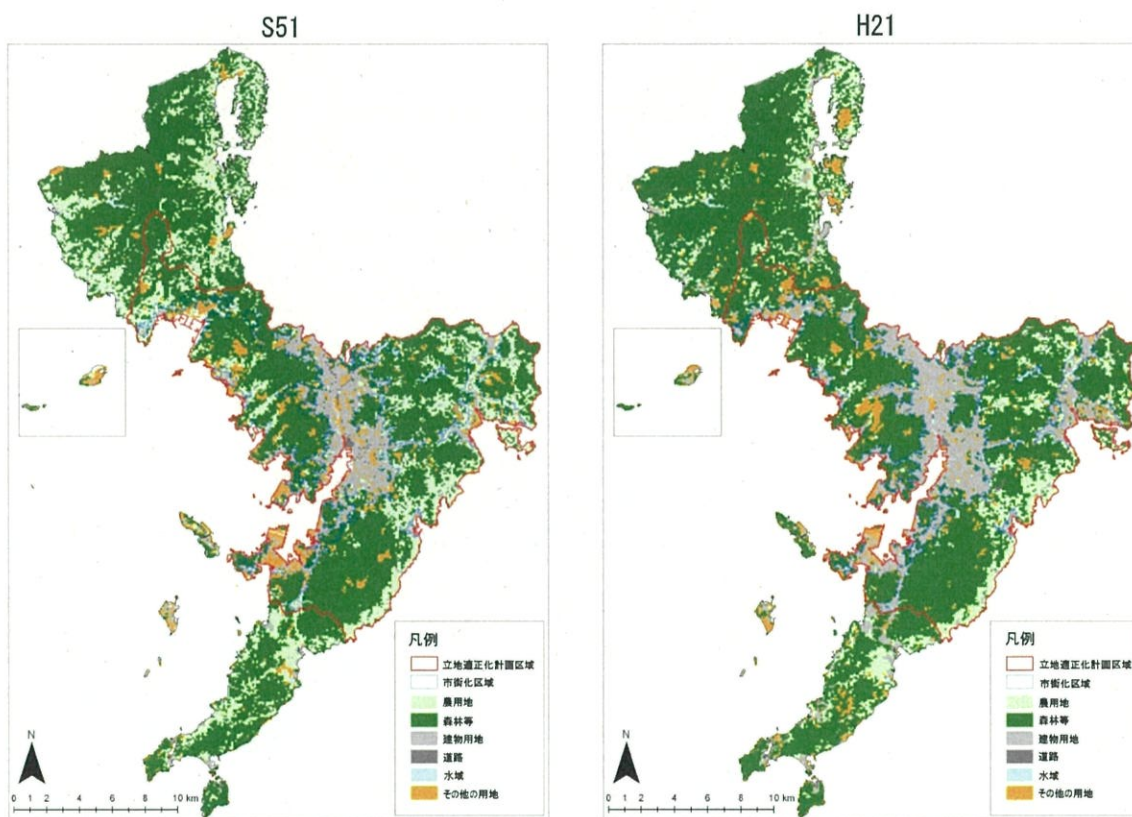 S51
凡例
立地適正化計画区域
市街化区域
農用地
森林等
建物用地
道路
水域
その他の用地
N
0 1 2 4 6 8 10 km
H21
凡例
立地適正化計画区域
市街化区域
農用地
森林等
建物用地
道路
水域
その他の用地
N
0 1 2 4 6 8 10 km